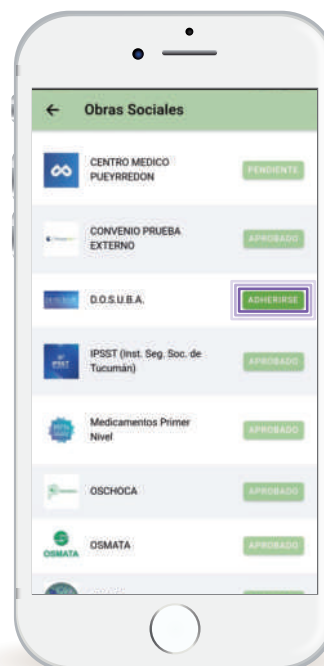 ← Obras Sociales
CENTRO MEDICO
PUEYRREDON
PENDIENTE
CONVENIO PRUEBA
EXTERNO
APROBADO
D.O.S.U.B.A.
ADHERIRSE
IPSST
IPSST (Inst. Seg. Soc. de
Tucumán)
APROBADO
Medicamentos Primer
Nivel
APROBADO
OSCHOCA
APROBADO
OSMATA
OSMATA
APROBADO